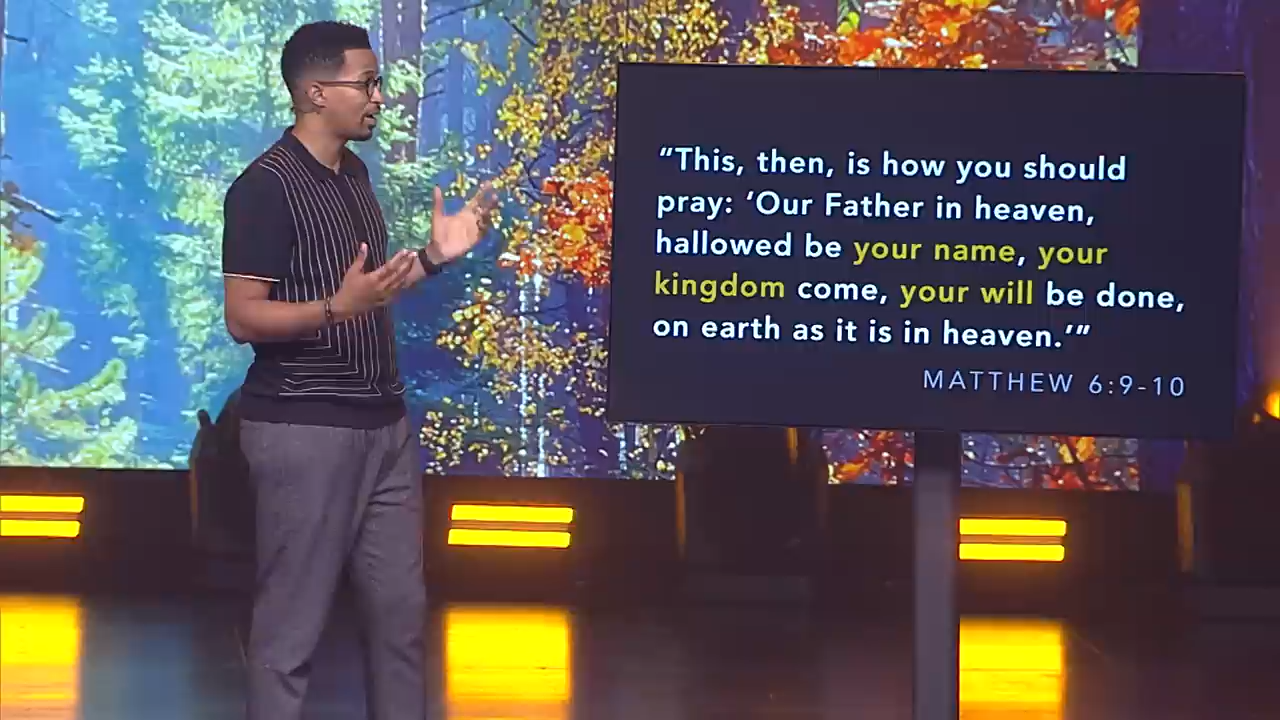 “This, then, is how you should
pray: ‘Our Father in heaven,
hallowed be your name, your
kingdom come, your will be done,
on earth as it is in heaven.’”
MATTHEW 6:9-10